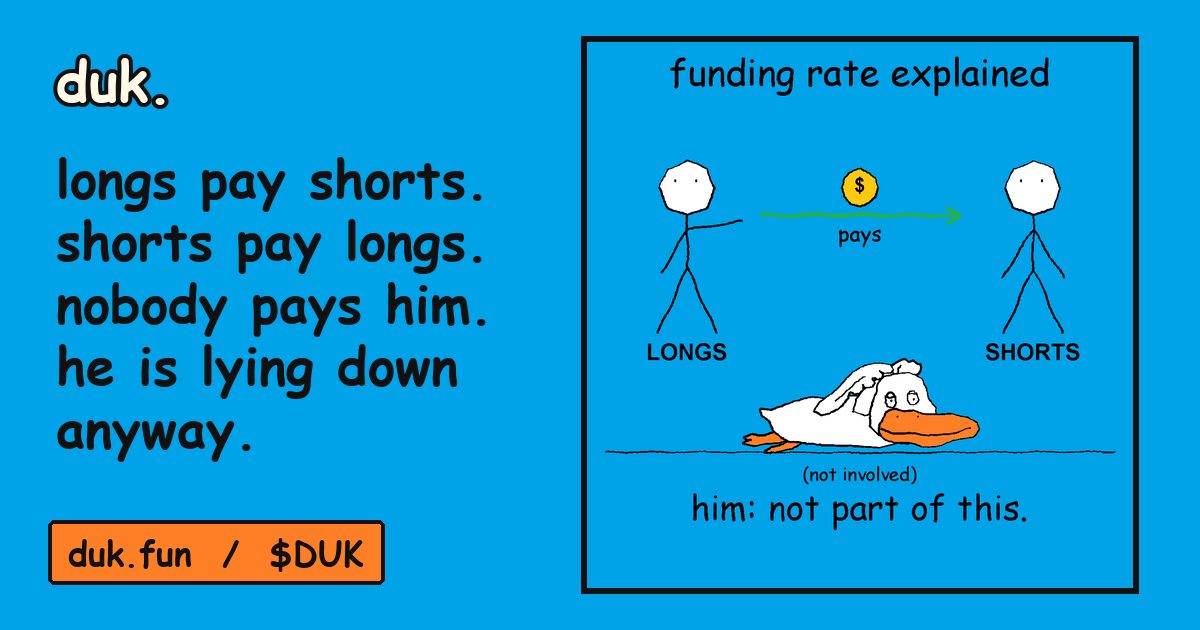 duk.
longs pay shorts.
shorts pay longs.
nobody pays him.
he is lying down
anyway.
duk.fun / $DUK
funding rate explained
$
pays
LONGS
SHORTS
(not involved)
him: not part of this.